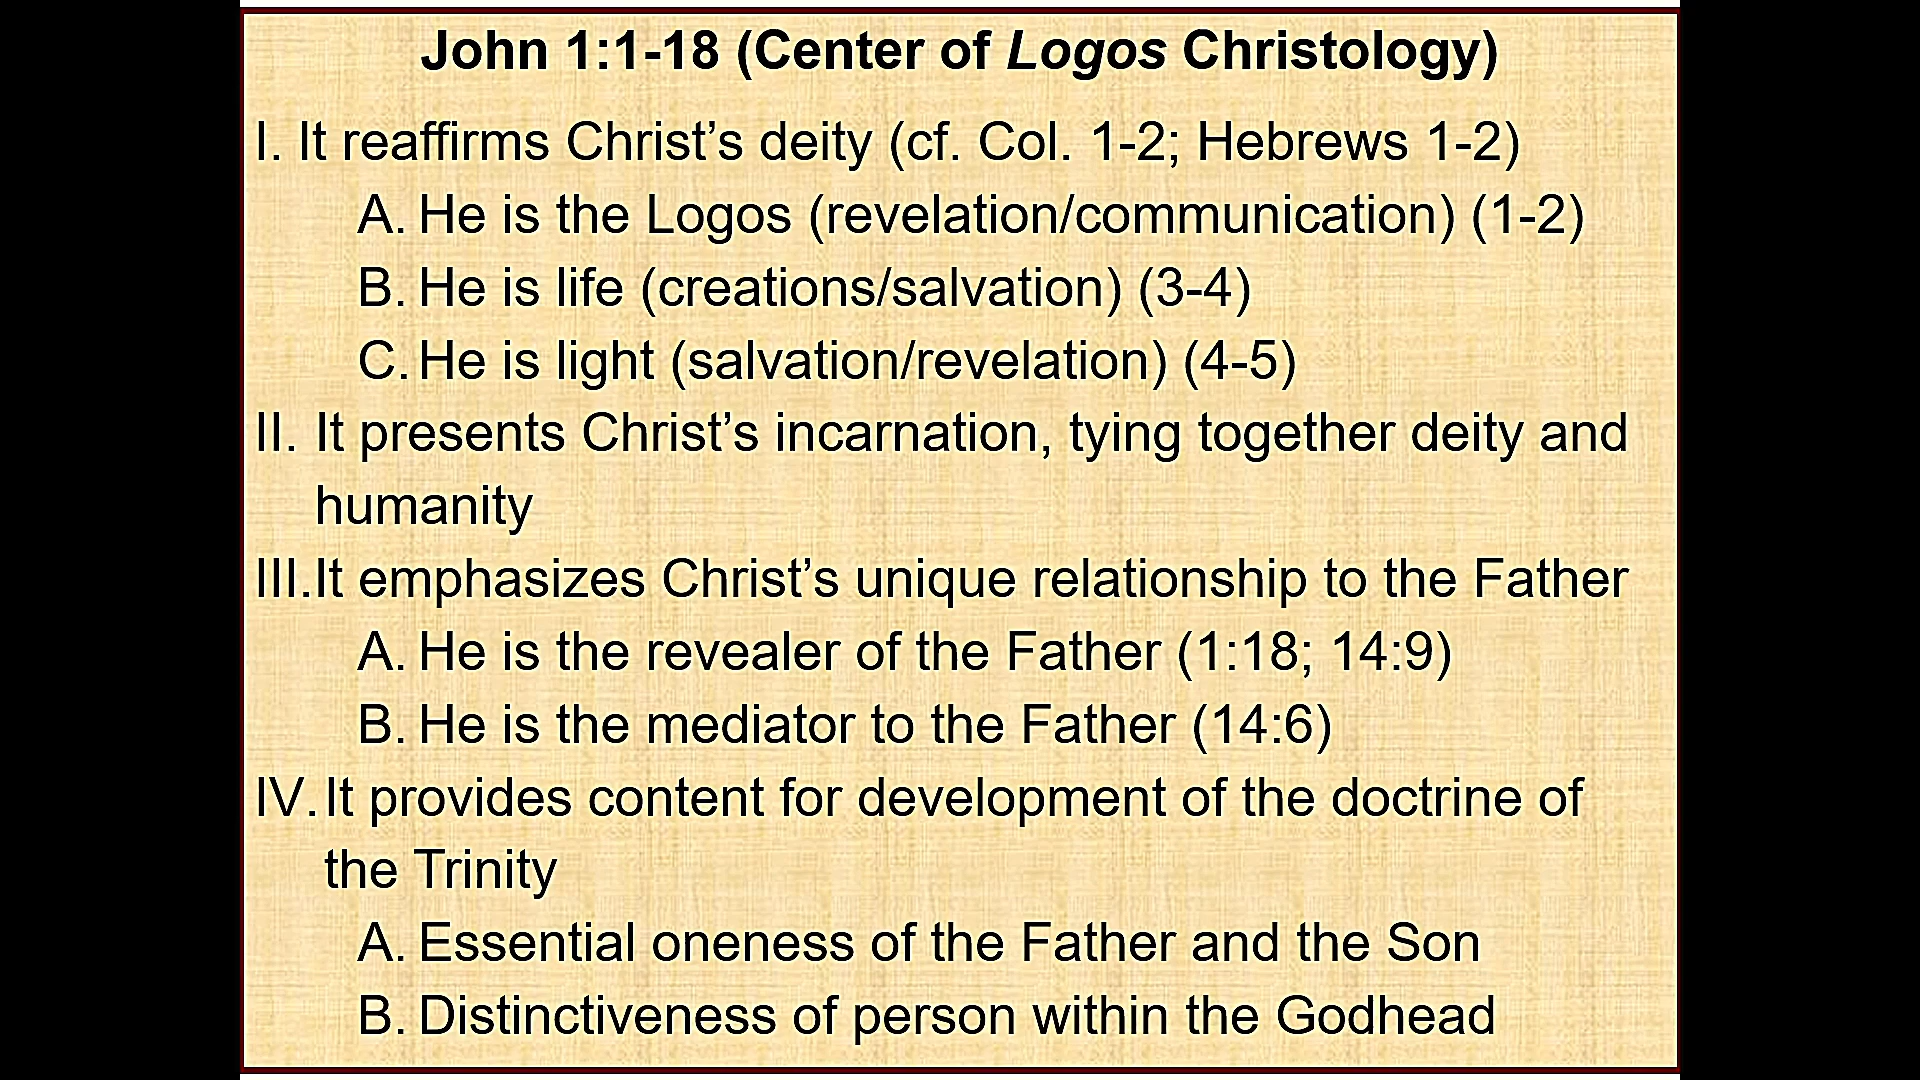 John 1:1-18 (Center of Logos Christology)
I. It reaffirms Christ’s deity (cf. Col. 1-2; Hebrews 1-2)
A. He is the Logos (revelation/communication) (1-2)
B. He is life (creations/salvation) (3-4)
C. He is light (salvation/revelation) (4-5)
II. It presents Christ’s incarnation, tying together deity and
humanity
III. It emphasizes Christ’s unique relationship to the Father
A. He is the revealer of the Father (1:18; 14:9)
B. He is the mediator to the Father (14:6)
IV. It provides content for development of the doctrine of
the Trinity
A. Essential oneness of the Father and the Son
B. Distinctiveness of person within the Godhead